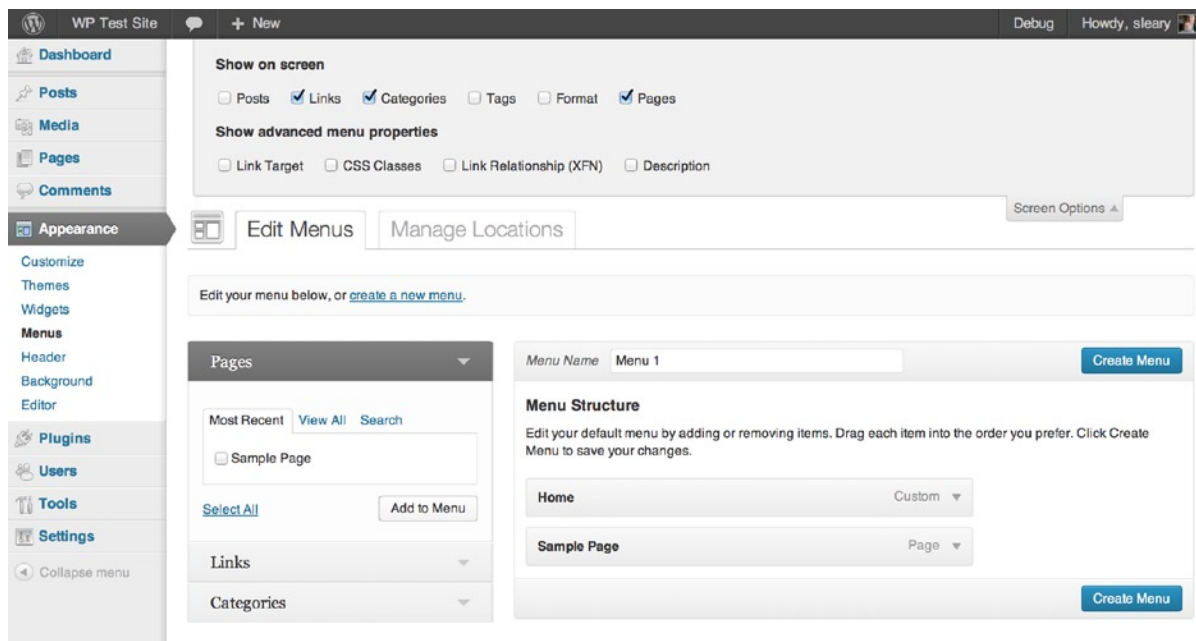 WP Test Site + New Debug Howdy, sleary
Dashboard
Posts
Media
Pages
Comments
Appearance
Customize
Themes
Widgets
Menus
Header
Background
Editor
Plugins
Users
Tools
Settings
Collapse menu
Show on screen
Posts Links Categories Tags Format Pages
Show advanced menu properties
Link Target CSS Classes Link Relationship (XFN) Description
Screen Options
Edit Menus Manage Locations
Edit your menu below, or create a new menu.
Pages
Most Recent View All Search
Sample Page
Select All Add to Menu
Links
Categories
Menu Name Menu 1 Create Menu
Menu Structure
Edit your default menu by adding or removing items. Drag each item into the order you prefer. Click Create
Menu to save your changes.
Home Custom
Sample Page Page
Create Menu